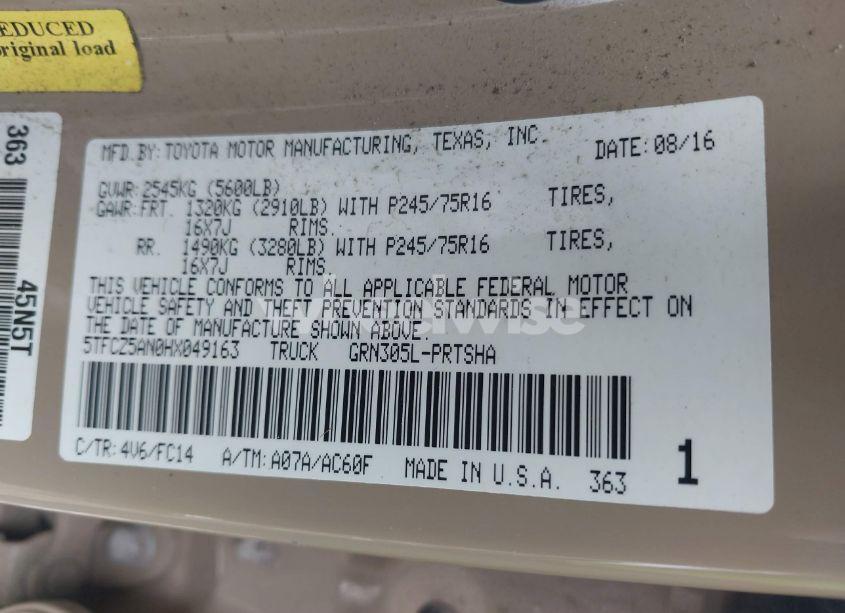 EDUCED
original load
363
45N5T
MFD.BY:TOYOTA MOTOR MANUFACTURING, TEXAS, INC. DATE:08/16
GVWR:2545KG (5600LB)
GAWR:FRT. 1320KG (2910LB) WITH P245/75R16 TIRES,
16X7J RIMS.
RR. 1490KG (3280LB) WITH P245/75R16 TIRES,
16X7J RIMS.
THIS VEHICLE CONFORMS TO ALL APPLICABLE FEDERAL MOTOR
VEHICLE SAFETY AND THEFT PREVENTION STANDARDS IN EFFECT ON
THE DATE OF MANUFACTURE SHOWN ABOVE.
5TFCZ5AN0HX049163 TRUCK GRN305L-PRTSHA
C/TR:4V6/FC14 A/TM:A07A/AC60F MADE IN U.S.A. 363 1